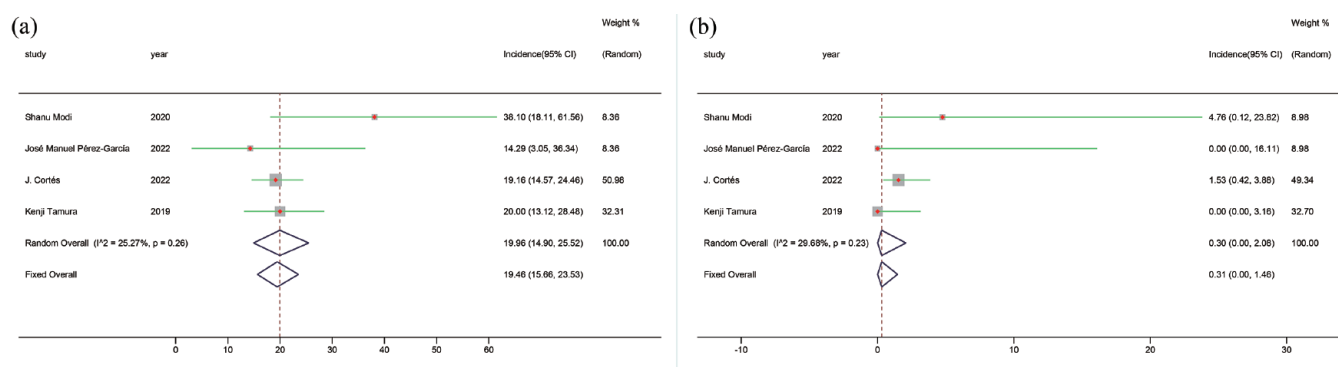 (a)
Weight %
study year Incidence(95% CI) (Random)
Shanu Modi 2020 38.10 (18.11, 61.56) 8.36
José Manuel Pérez-García 2022 14.29 (3.05, 36.34) 8.36
J. Cortés 2022 19.16 (14.57, 24.46) 50.98
Kenji Tamura 2019 20.00 (13.12, 28.48) 32.31
Random Overall (I^2 = 25.27%, p = 0.26) 19.96 (14.90, 25.52) 100.00
Fixed Overall 19.46 (15.66, 23.53)
0 10 20 30 40 50 60
(b)
Weight %
study year Incidence(95% CI) (Random)
Shanu Modi 2020 4.76 (0.12, 23.82) 8.98
José Manuel Pérez-García 2022 0.00 (0.00, 16.11) 8.98
J. Cortés 2022 1.53 (0.42, 3.88) 49.34
Kenji Tamura 2019 0.00 (0.00, 3.16) 32.70
Random Overall (I^2 = 29.68%, p = 0.23) 0.30 (0.00, 2.08) 100.00
Fixed Overall 0.31 (0.00, 1.46)
-10 0 10 20 30